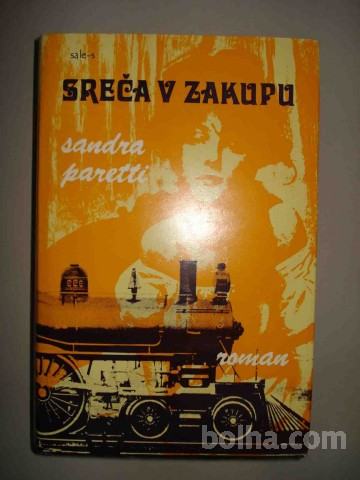 sale-s
SREČA V ZAKUPU
sandra
paretti
roman
bolha.com